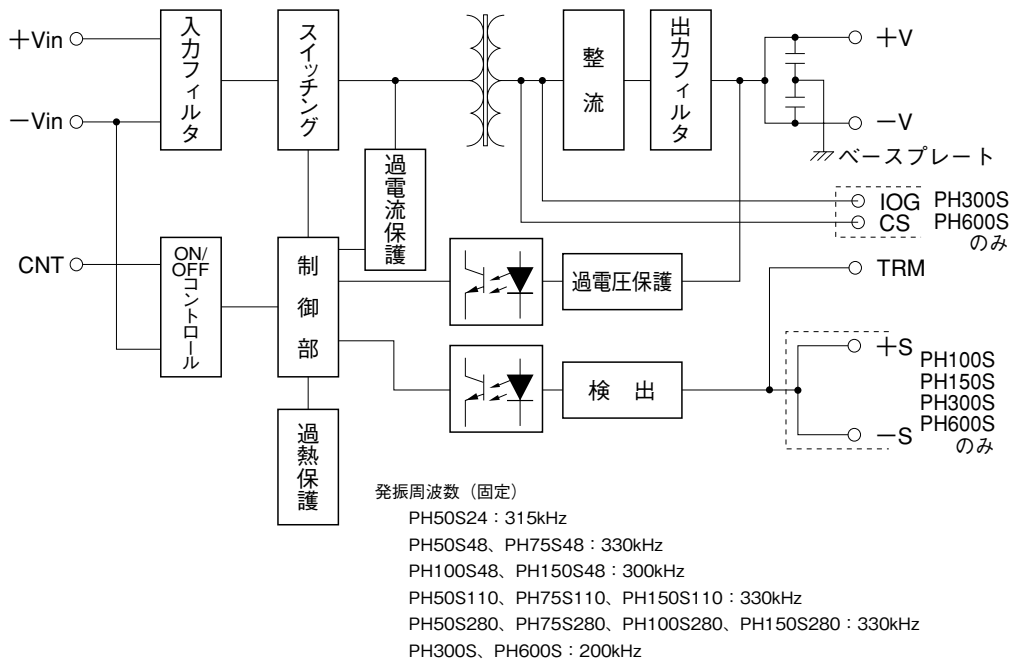 +Vin
-Vin
CNT
入力フィルタ
スイッチング
過電流保護
ON/
OFF
コントロール
制御部
過熱保護
整流
出力フィルタ
過電圧保護
検 出
+V
-V
ベースプレート
IOG
CS
PH300S
PH600S
のみ
TRM
+S
-S
PH100S
PH150S
PH300S
PH600S
のみ
発振周波数（固定）
PH50S24：315kHz
PH50S48、PH75S48：330kHz
PH100S48、PH150S48：300kHz
PH50S110、PH75S110、PH150S110：330kHz
PH50S280、PH75S280、PH100S280、PH150S280：330kHz
PH300S、PH600S：200kHz